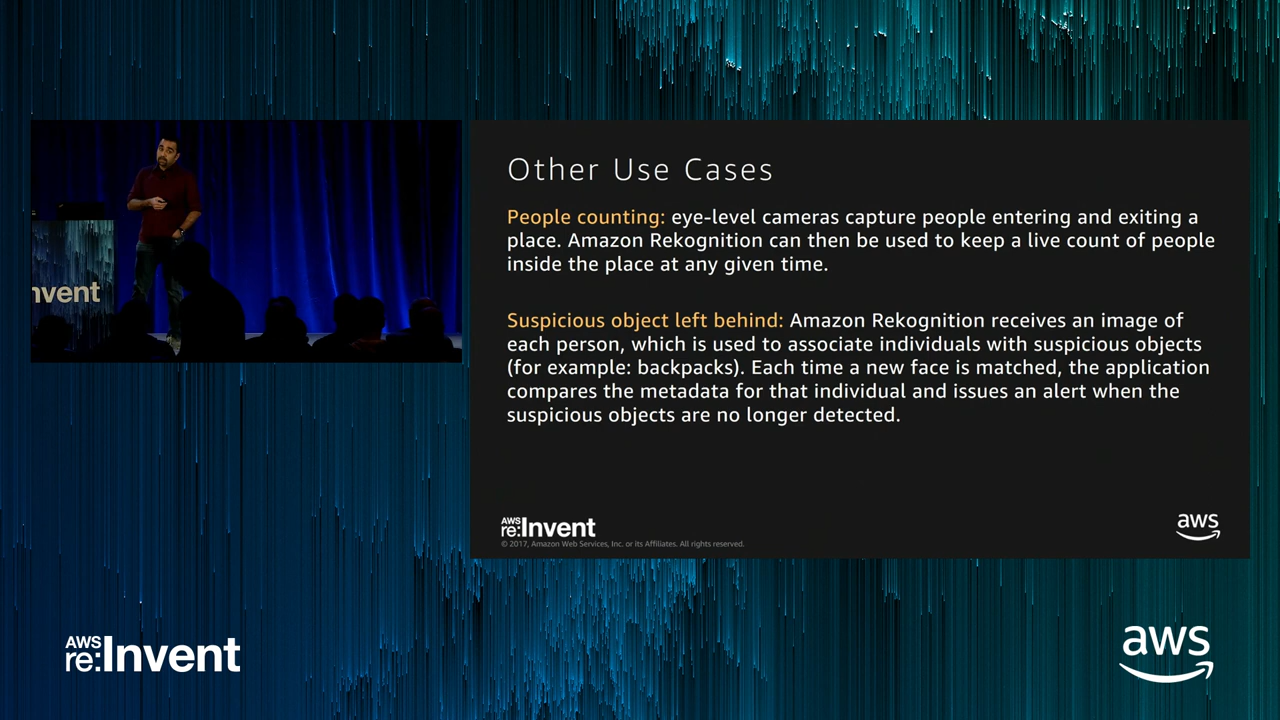 Other Use Cases
People counting: eye-level cameras capture people entering and exiting a
place. Amazon Rekognition can then be used to keep a live count of people
inside the place at any given time.
Suspicious object left behind: Amazon Rekognition receives an image of
each person, which is used to associate individuals with suspicious objects
(for example: backpacks). Each time a new face is matched, the application
compares the metadata for that individual and issues an alert when the
suspicious objects are no longer detected.
AWS
re:Invent
© 2017, Amazon Web Services, Inc. or its Affiliates. All rights reserved.
aws
nvent
AWS
re:Invent
aws